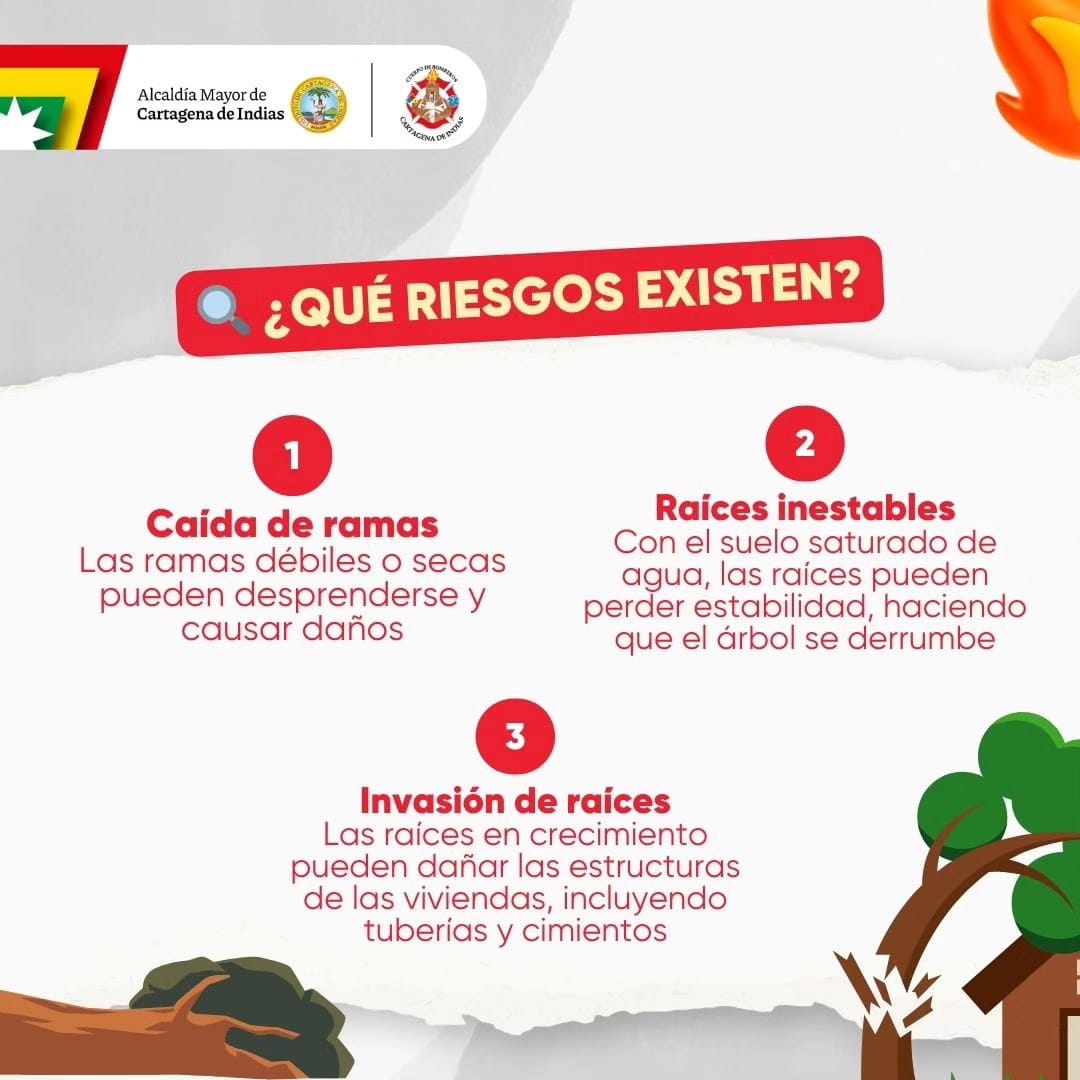 Alcaldía Mayor de
Cartagena de Indias
CUERPO DE BOMBEROS
CARTAGENA DE INDIAS
¿QUÉ RIESGOS EXISTEN?
1
Caída de ramas
Las ramas débiles o secas
pueden desprenderse y
causar daños
2
Raíces inestables
Con el suelo saturado de
agua, las raíces pueden
perder estabilidad, haciendo
que el árbol se derrumbe
3
Invasión de raíces
Las raíces en crecimiento
pueden dañar las estructuras
de las viviendas, incluyendo
tuberías y cimientos